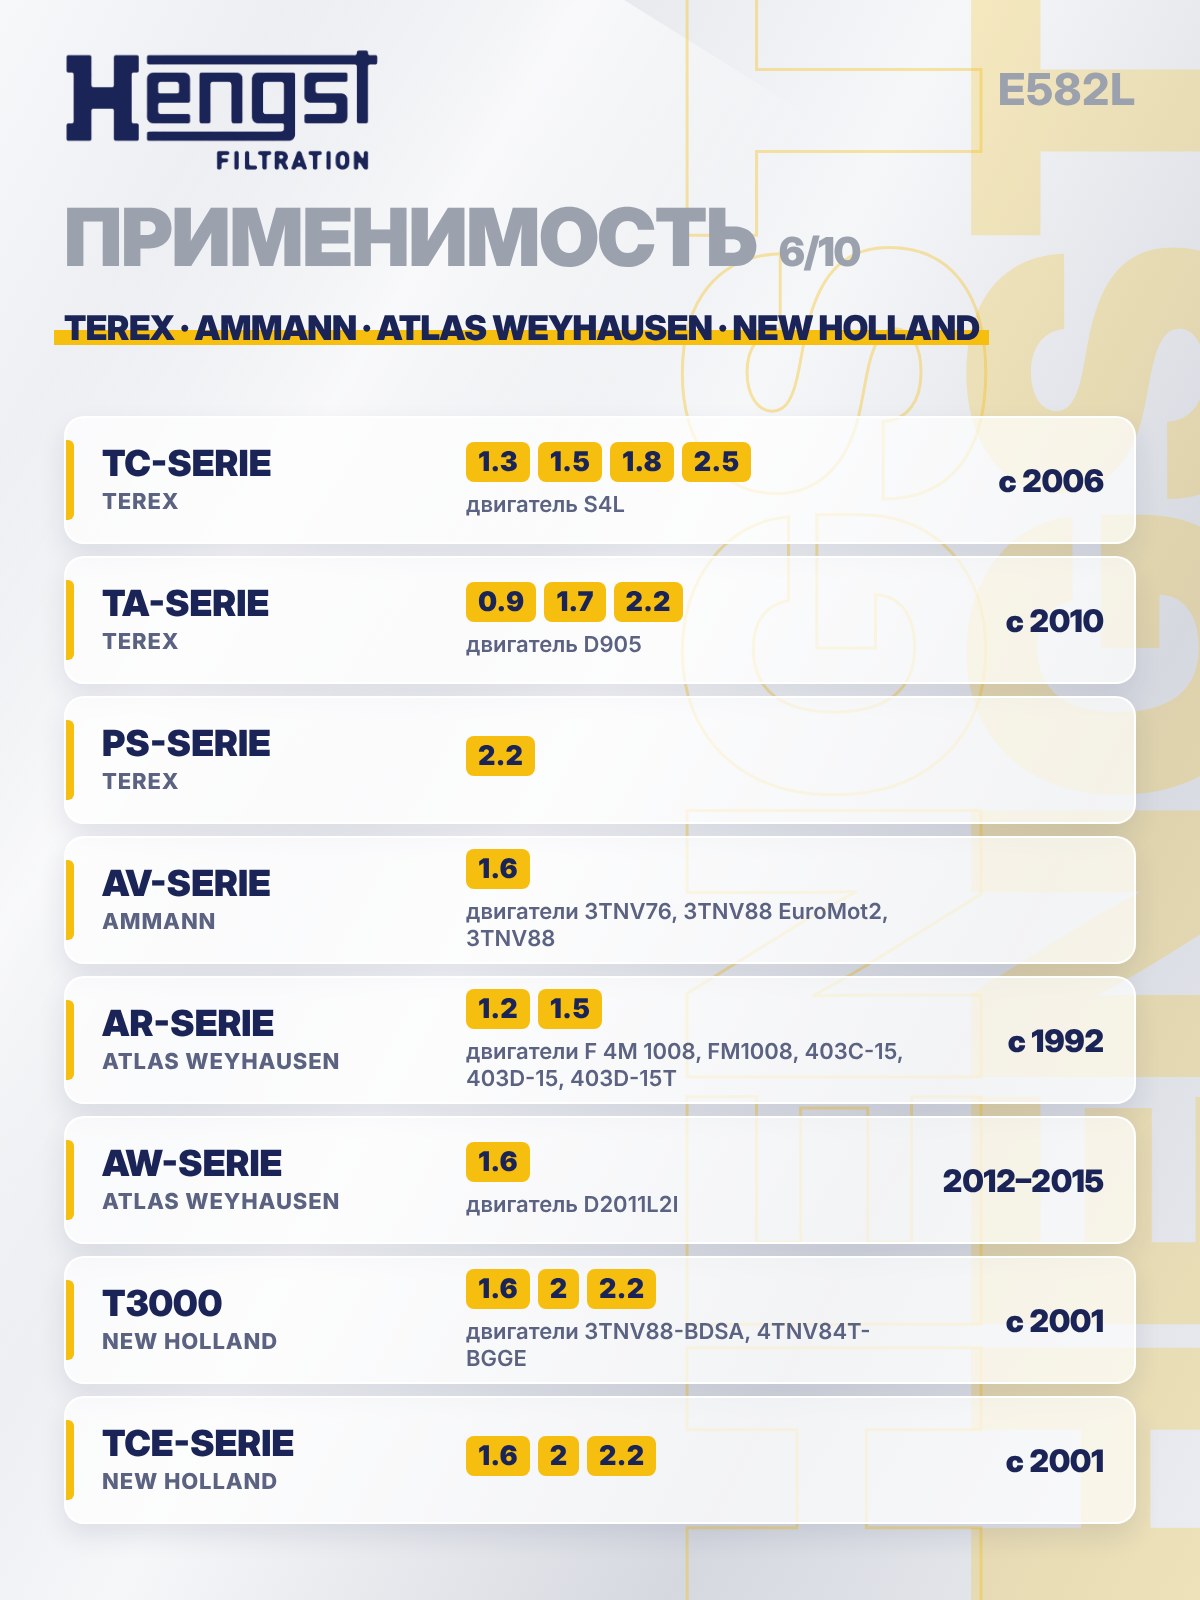 Hengst
FILTRATION
E582L
ПРИМЕНИМОСТЬ 6/10
TEREX · AMMANN · ATLAS WEYHAUSEN · NEW HOLLAND
TC-SERIE
TEREX
1.3 1.5 1.8 2.5
двигатель S4L
с 2006
TA-SERIE
TEREX
0.9 1.7 2.2
двигатель D905
с 2010
PS-SERIE
TEREX
2.2
AV-SERIE
AMMANN
1.6
двигатели 3TNV76, 3TNV88 EuroMot2,
3TNV88
AR-SERIE
ATLAS WEYHAUSEN
1.2 1.5
двигатели F 4M 1008, FM1008, 403C-15,
403D-15, 403D-15T
с 1992
AW-SERIE
ATLAS WEYHAUSEN
1.6
двигатель D2011L2I
2012–2015
T3000
NEW HOLLAND
1.6 2 2.2
двигатели 3TNV88-BDSA, 4TNV84T-
BGGE
с 2001
TCE-SERIE
NEW HOLLAND
1.6 2 2.2
с 2001
HENGST
HENGST